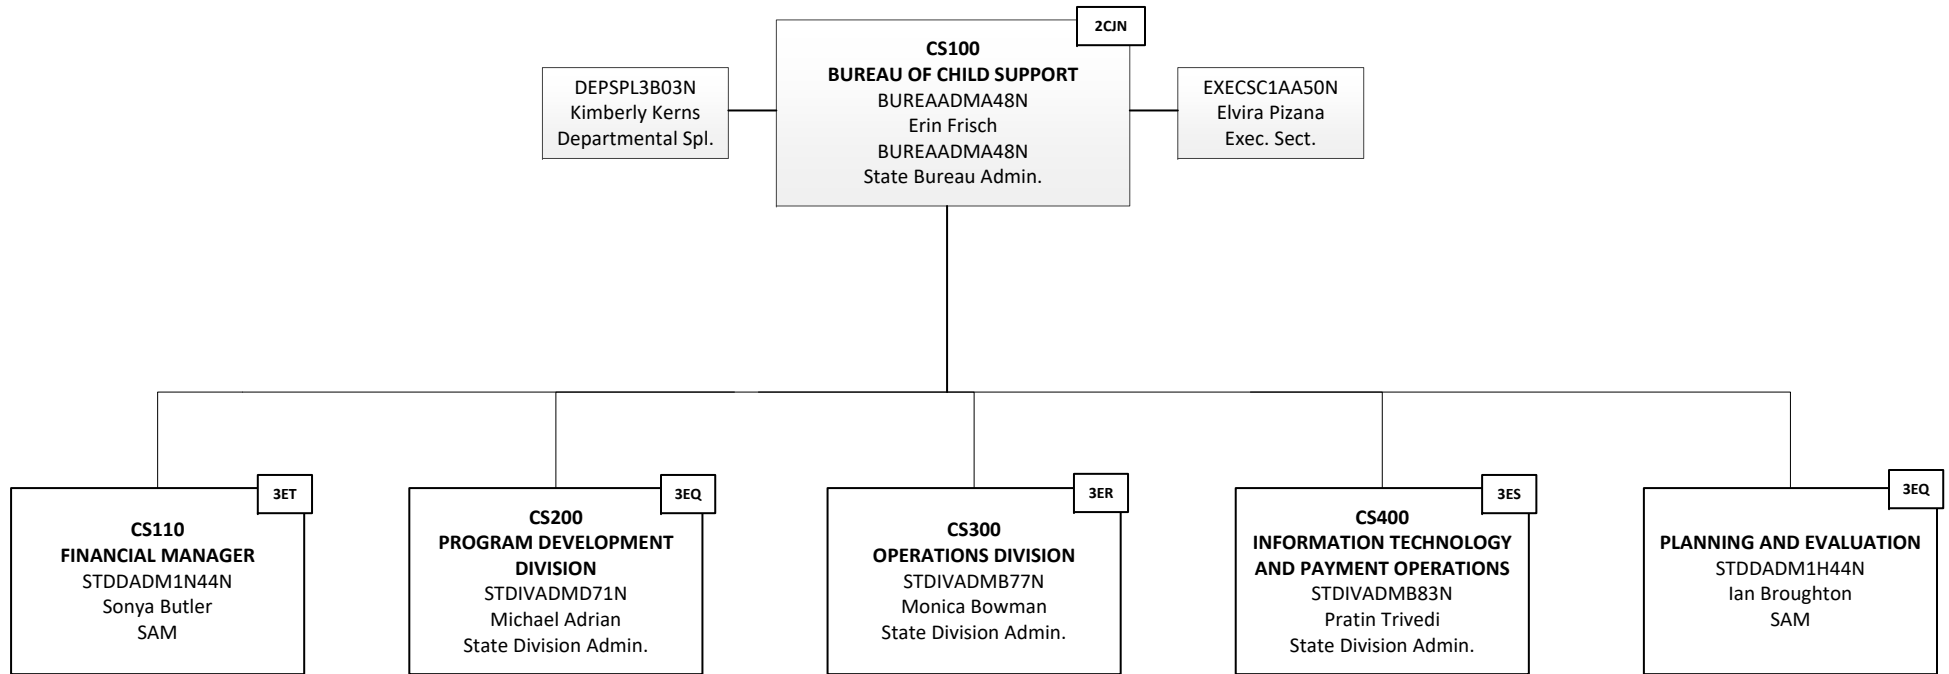 2CJN
CS100
BUREAU OF CHILD SUPPORT
BUREAADMA48N
Erin Frisch
BUREAADMA48N
State Bureau Admin.
DEPSPL3B03N
Kimberly Kerns
Departmental Spl.
EXECSC1AA50N
Elvira Pizana
Exec. Sect.
3ET
CS110
FINANCIAL MANAGER
STDDADM1N44N
Sonya Butler
SAM
3EQ
CS200
PROGRAM DEVELOPMENT
DIVISION
STDIVADMD71N
Michael Adrian
State Division Admin.
3ER
CS300
OPERATIONS DIVISION
STDIVADMB77N
Monica Bowman
State Division Admin.
3ES
CS400
INFORMATION TECHNOLOGY
AND PAYMENT OPERATIONS
STDIVADMB83N
Pratin Trivedi
State Division Admin.
3EQ
PLANNING AND EVALUATION
STDDADM1H44N
Ian Broughton
SAM